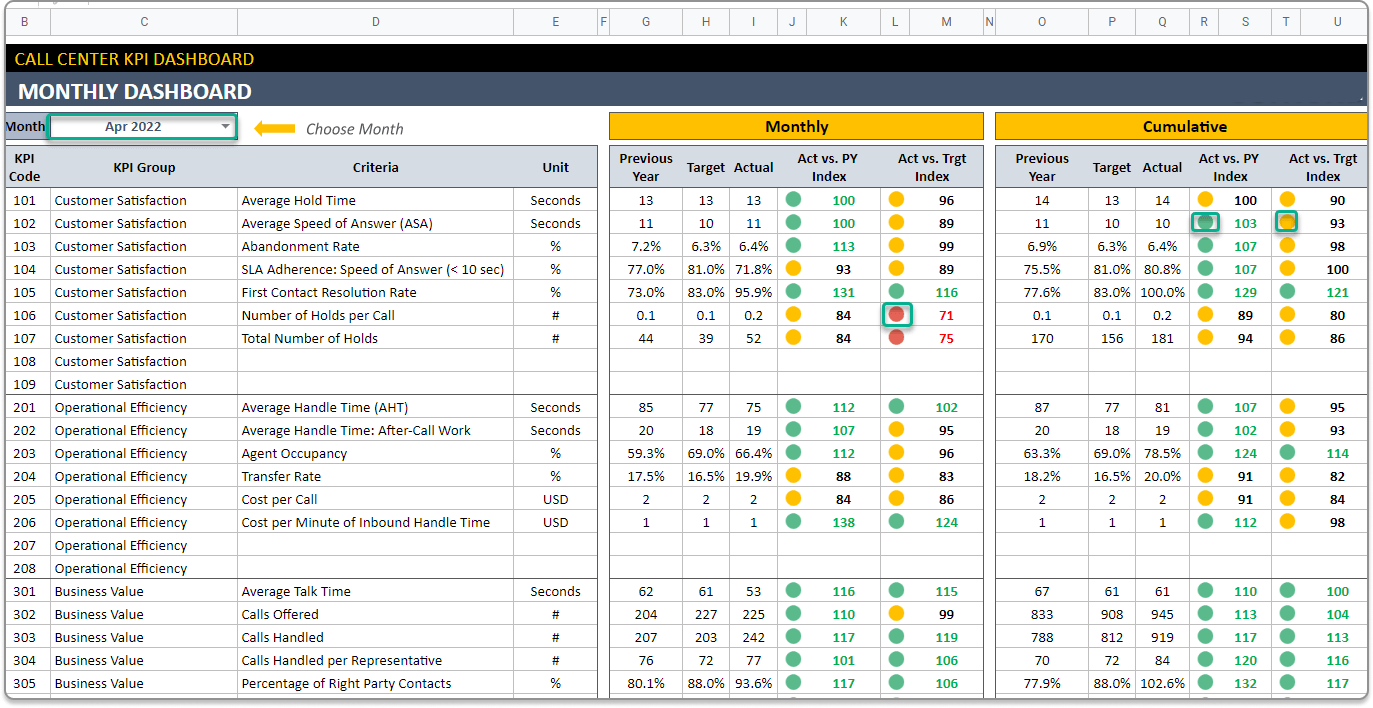 B C D E F G H I J K L M N O P Q R S T U
CALL CENTER KPI DASHBOARD
MONTHLY DASHBOARD
Month Apr 2022 Choose Month Monthly Cumulative
KPI Code KPI Group Criteria Unit Previous Year Target Actual Act vs. PY Index Act vs. Trgt Index Previous Year Target Actual Act vs. PY Index Act vs. Trgt Index
101 Customer Satisfaction Average Hold Time Seconds 13 13 13 100 96 14 13 14 100 90
102 Customer Satisfaction Average Speed of Answer (ASA) Seconds 11 10 11 100 89 11 10 10 103 93
103 Customer Satisfaction Abandonment Rate % 7.2% 6.3% 6.4% 113 99 6.9% 6.3% 6.4% 107 98
104 Customer Satisfaction SLA Adherence: Speed of Answer (< 10 sec) % 77.0% 81.0% 71.8% 93 89 75.5% 81.0% 80.8% 107 100
105 Customer Satisfaction First Contact Resolution Rate % 73.0% 83.0% 95.9% 131 116 77.6% 83.0% 100.0% 129 121
106 Customer Satisfaction Number of Holds per Call # 0.1 0.1 0.2 84 71 0.1 0.1 0.2 89 80
107 Customer Satisfaction Total Number of Holds # 44 39 52 84 75 170 156 181 94 86
108 Customer Satisfaction
109 Customer Satisfaction
201 Operational Efficiency Average Handle Time (AHT) Seconds 85 77 75 112 102 87 77 81 107 95
202 Operational Efficiency Average Handle Time: After-Call Work Seconds 20 18 19 107 95 20 18 19 102 93
203 Operational Efficiency Agent Occupancy % 59.3% 69.0% 66.4% 112 96 63.3% 69.0% 78.5% 124 114
204 Operational Efficiency Transfer Rate % 17.5% 16.5% 19.9% 88 83 18.2% 16.5% 20.0% 91 82
205 Operational Efficiency Cost per Call USD 2 2 2 84 86 2 2 2 91 84
206 Operational Efficiency Cost per Minute of Inbound Handle Time USD 1 1 1 138 124 1 1 1 112 98
207 Operational Efficiency
208 Operational Efficiency
301 Business Value Average Talk Time Seconds 62 61 53 116 115 67 61 61 110 100
302 Business Value Calls Offered # 204 227 225 110 99 833 908 945 113 104
303 Business Value Calls Handled # 207 203 242 117 119 788 812 919 117 113
304 Business Value Calls Handled per Representative # 76 72 77 101 106 70 72 84 120 116
305 Business Value Percentage of Right Party Contacts % 80.1% 88.0% 93.6% 117 106 77.9% 88.0% 102.6% 132 117